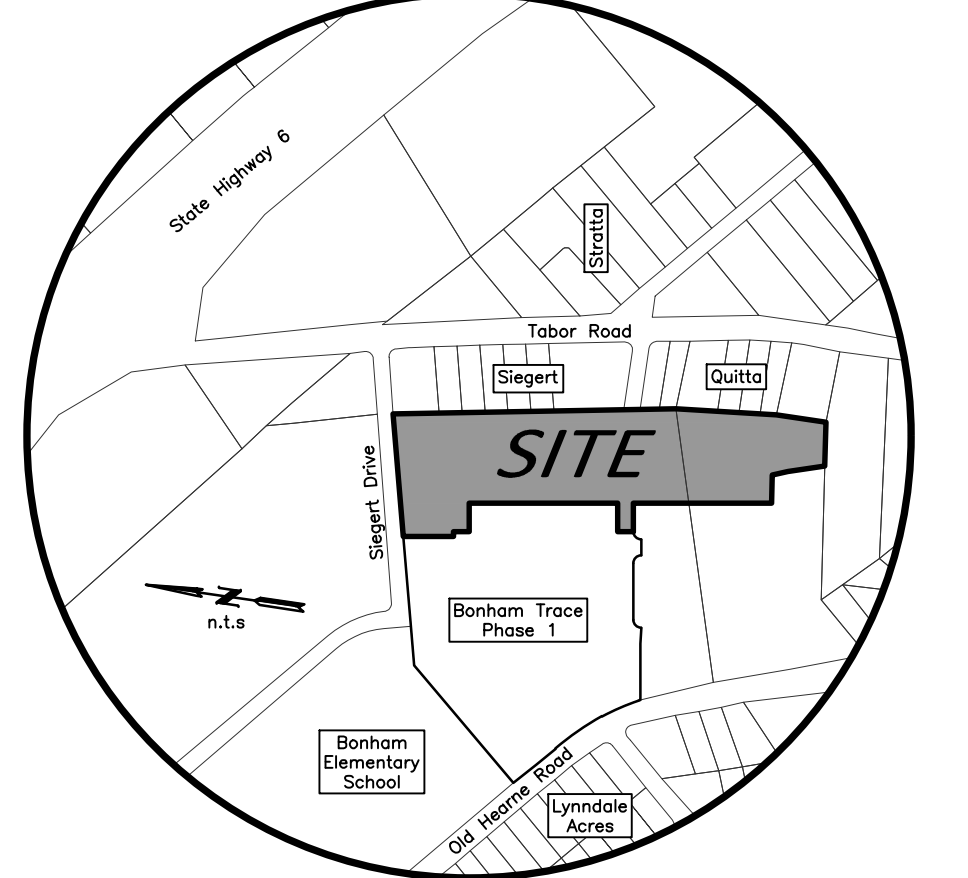 State Highway 6
Stratta
Tabor Road
Siegert
Quitta
SITE
Siegert Drive
N
n.t.s
Bonham Trace
Phase 1
Bonham
Elementary
School
Old Hearne Road
Lynndale
Acres